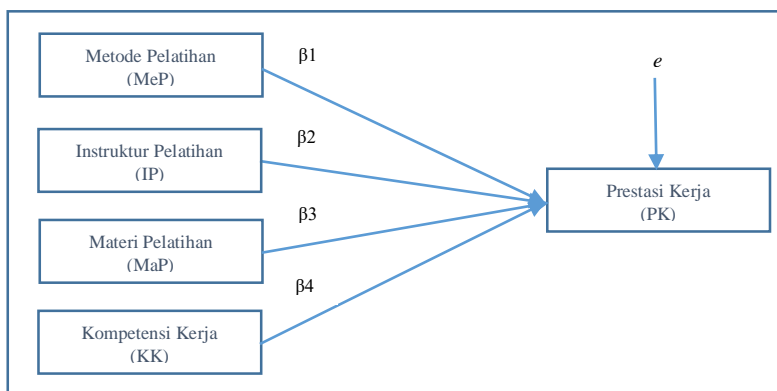 Metode Pelatihan
(MeP)
β1
e
Instruktur Pelatihan
(IP)
β2
Prestasi Kerja
(PK)
Materi Pelatihan
(MaP)
β3
Kompetensi Kerja
(KK)
β4